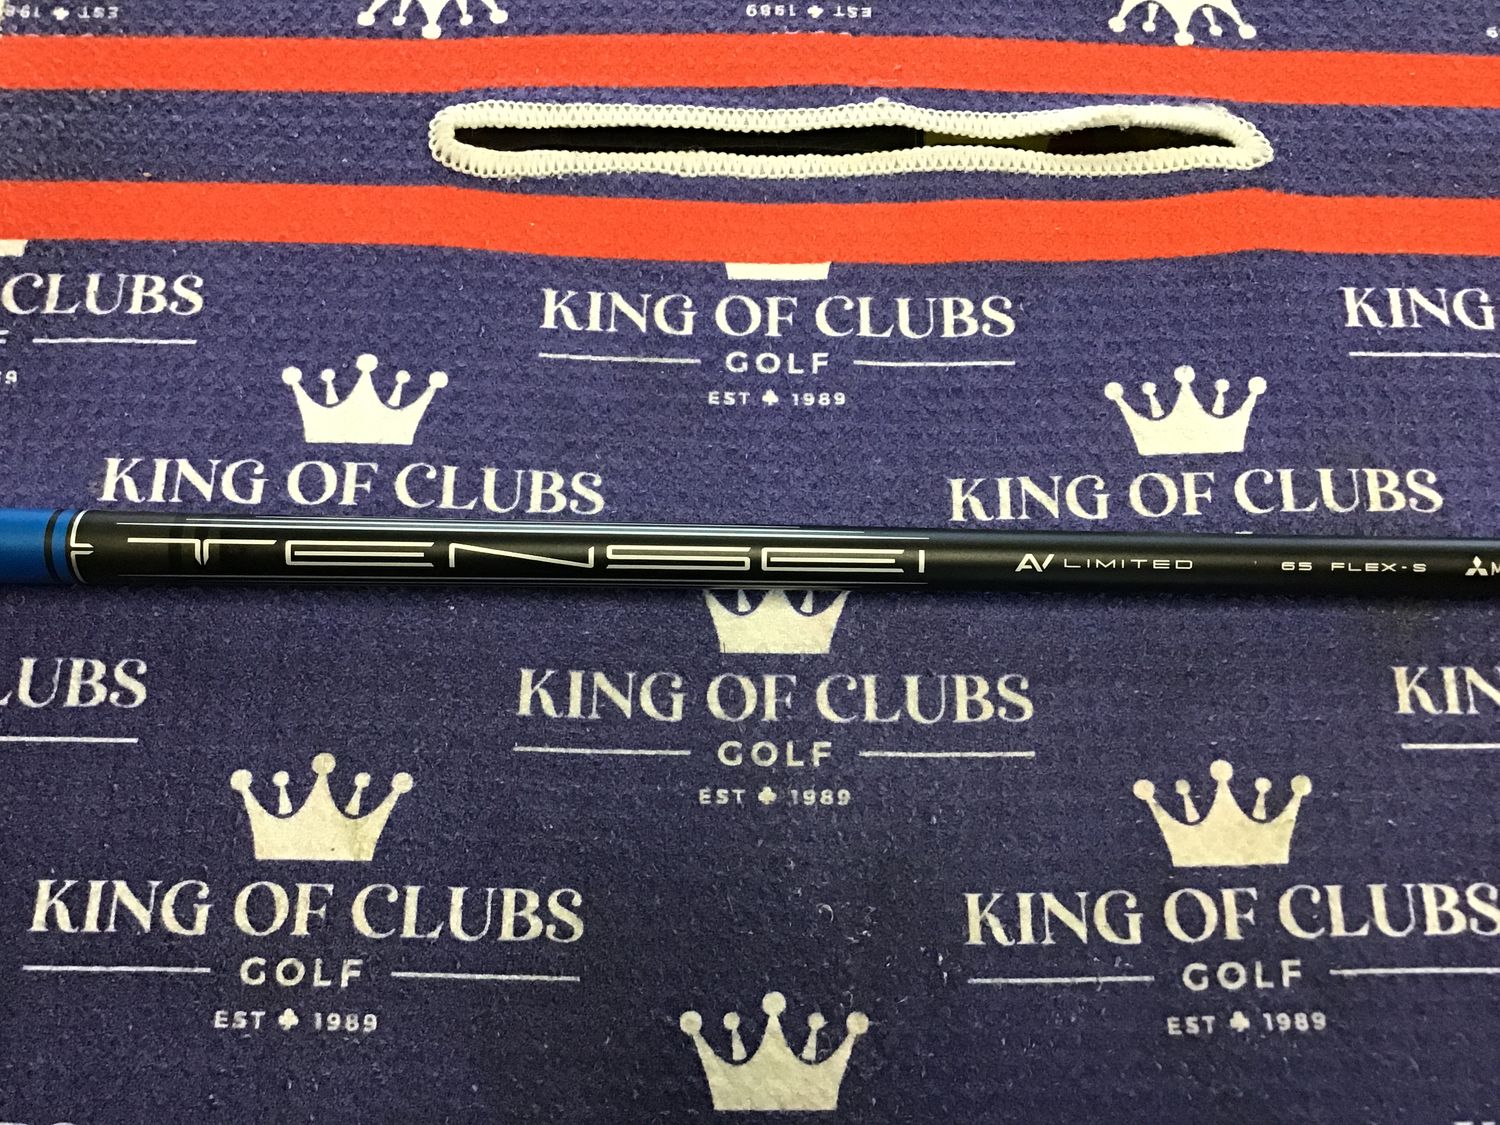 EST ♣ 1989
CLUBS
KING OF CLUBS
GOLF
EST ♣ 1989
KING
KING OF CLUBS
KING OF CLUBS
TENSEI AV LIMITED 65 FLEX-S
LUBS
KING OF CLUBS
GOLF
EST ♣ 1989
KIN
KING OF CLUBS
GOLF
EST ♣ 1989
KING OF CLUBS
GOLF
EST ♣ 1989